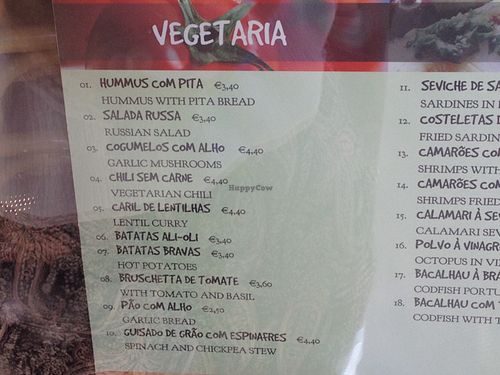 VEGETARIA
01. HUMMUS COM PITA €3,40
HUMMUS WITH PITA BREAD
02. SALADA RUSSA €3,40
RUSSIAN SALAD
03. COGUMELOS COM ALHO €4,40
GARLIC MUSHROOMS
04. CHILI SEM CARNE €4,40
VEGETARIAN CHILI
05. CARIL DE LENTILHAS €4,40
LENTIL CURRY
06. BATATAS ALI-OLI €3,40
07. BATATAS BRAVAS €3,40
HOT POTATOES
08. BRUSCHETTA DE TOMATE €3,60
WITH TOMATO AND BASIL
09. PÃO COM ALHO €2,50
GARLIC BREAD
10. GUISADO DE GRÃO COM ESPINAFRES €4,40
SPINACH AND CHICKPEA STEW
HappyCow
11. SEVICHE DE SA
SARDINES IN
12. COSTELETAS D
FRIED SARDIN
13. CAMARÕES CO
SHRIMPS WITH
14. CAMARÕES CO
SHRIMPS FRIED
15. CALAMARI À SE
CALAMARI SEV
16. POLVO À VINAGR
OCTOPUS IN VI
17. BACALHAU À BRA
CODFISH PORTU
18. BACALHAU COM
CODFISH WITH T